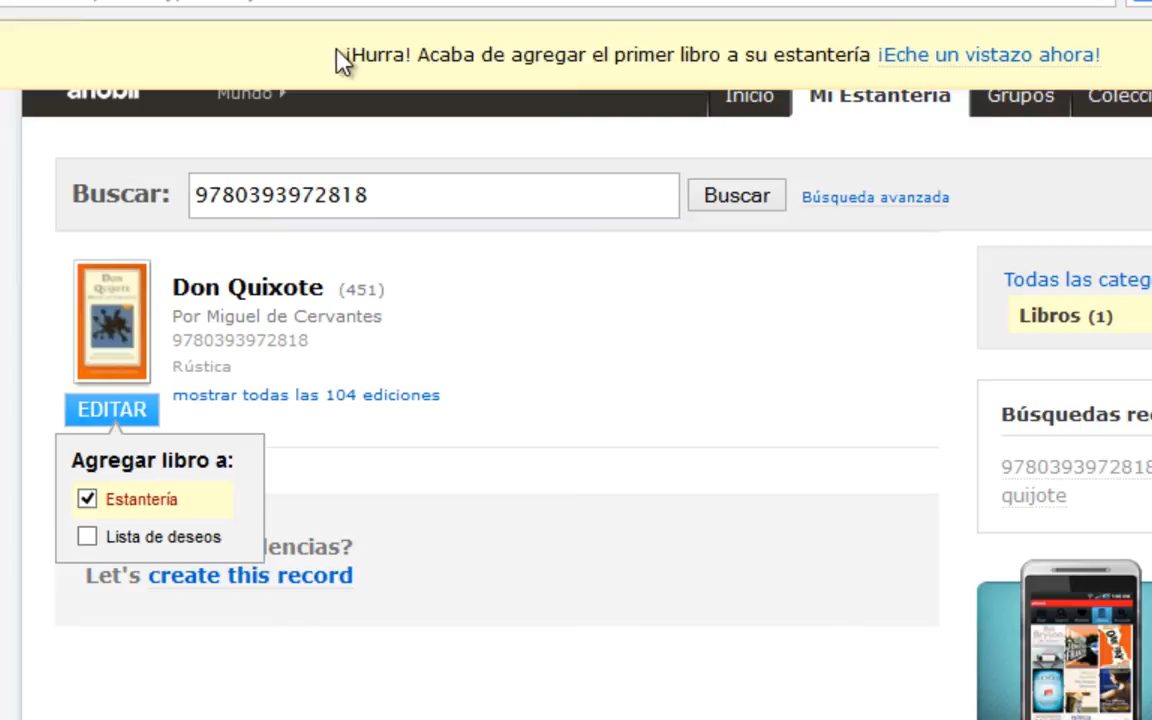 ¡Hurra! Acaba de agregar el primer libro a su estantería ¡Eche un vistazo ahora!
anobii Mundo Inicio Mi Estantería Grupos Colecci
Buscar: 9780393972818 Buscar Búsqueda avanzada
Don Quixote (451)
Por Miguel de Cervantes
9780393972818
Rústica
mostrar todas las 104 ediciones
EDITAR
Agregar libro a:
Estantería
Lista de deseos
dencias?
Let's create this record
Todas las categ
Libros (1)
Búsquedas re
9780393972818
quijote